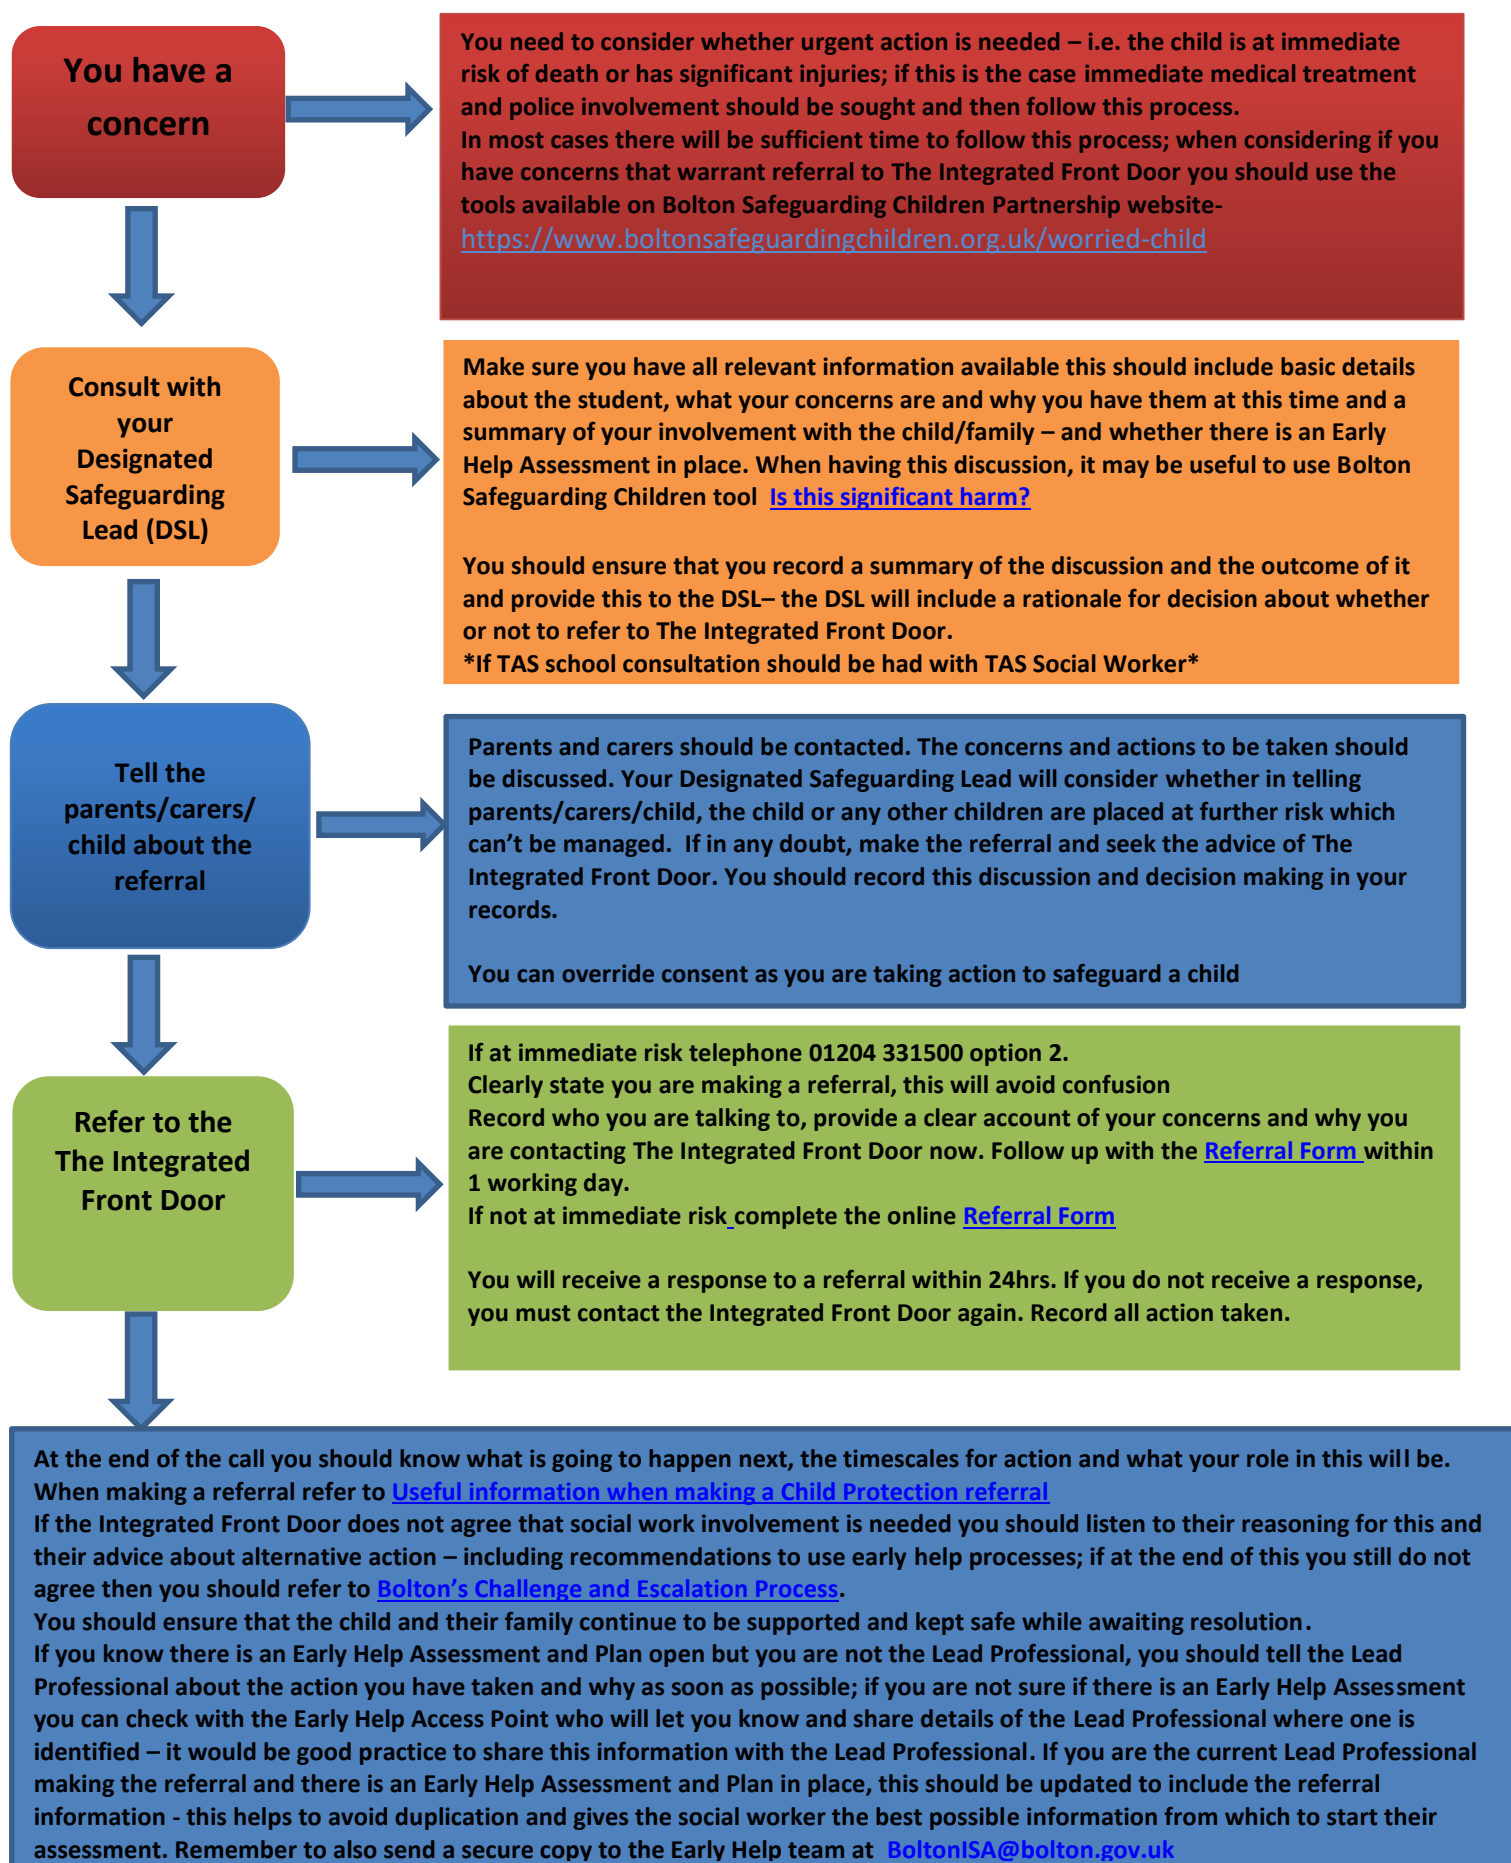 You have a
concern
You need to consider whether urgent action is needed – i.e. the child is at immediate
risk of death or has significant injuries; if this is the case immediate medical treatment
and police involvement should be sought and then follow this process.
In most cases there will be sufficient time to follow this process; when considering if you
have concerns that warrant referral to The Integrated Front Door you should use the
tools available on Bolton Safeguarding Children Partnership website-
https://www.boltonsafeguardingchildren.org.uk/worried-child
Consult with
your
Designated
Safeguarding
Lead (DSL)
Make sure you have all relevant information available this should include basic details
about the student, what your concerns are and why you have them at this time and a
summary of your involvement with the child/family – and whether there is an Early
Help Assessment in place. When having this discussion, it may be useful to use Bolton
Safeguarding Children tool Is this significant harm?
You should ensure that you record a summary of the discussion and the outcome of it
and provide this to the DSL– the DSL will include a rationale for decision about whether
or not to refer to The Integrated Front Door.
*If TAS school consultation should be had with TAS Social Worker*
Tell the
parents/carers/
child about the
referral
Parents and carers should be contacted. The concerns and actions to be taken should
be discussed. Your Designated Safeguarding Lead will consider whether in telling
parents/carers/child, the child or any other children are placed at further risk which
can’t be managed. If in any doubt, make the referral and seek the advice of The
Integrated Front Door. You should record this discussion and decision making in your
records.
You can override consent as you are taking action to safeguard a child
Refer to the
The Integrated
Front Door
If at immediate risk telephone 01204 331500 option 2.
Clearly state you are making a referral, this will avoid confusion
Record who you are talking to, provide a clear account of your concerns and why you
are contacting The Integrated Front Door now. Follow up with the Referral Form within
1 working day.
If not at immediate risk complete the online Referral Form
You will receive a response to a referral within 24hrs. If you do not receive a response,
you must contact the Integrated Front Door again. Record all action taken.
At the end of the call you should know what is going to happen next, the timescales for action and what your role in this will be.
When making a referral refer to Useful information when making a Child Protection referral
If the Integrated Front Door does not agree that social work involvement is needed you should listen to their reasoning for this and
their advice about alternative action – including recommendations to use early help processes; if at the end of this you still do not
agree then you should refer to Bolton’s Challenge and Escalation Process.
You should ensure that the child and their family continue to be supported and kept safe while awaiting resolution.
If you know there is an Early Help Assessment and Plan open but you are not the Lead Professional, you should tell the Lead
Professional about the action you have taken and why as soon as possible; if you are not sure if there is an Early Help Assessment
you can check with the Early Help Access Point who will let you know and share details of the Lead Professional where one is
identified – it would be good practice to share this information with the Lead Professional. If you are the current Lead Professional
making the referral and there is an Early Help Assessment and Plan in place, this should be updated to include the referral
information - this helps to avoid duplication and gives the social worker the best possible information from which to start their
assessment. Remember to also send a secure copy to the Early Help team at BoltonISA@bolton.gov.uk